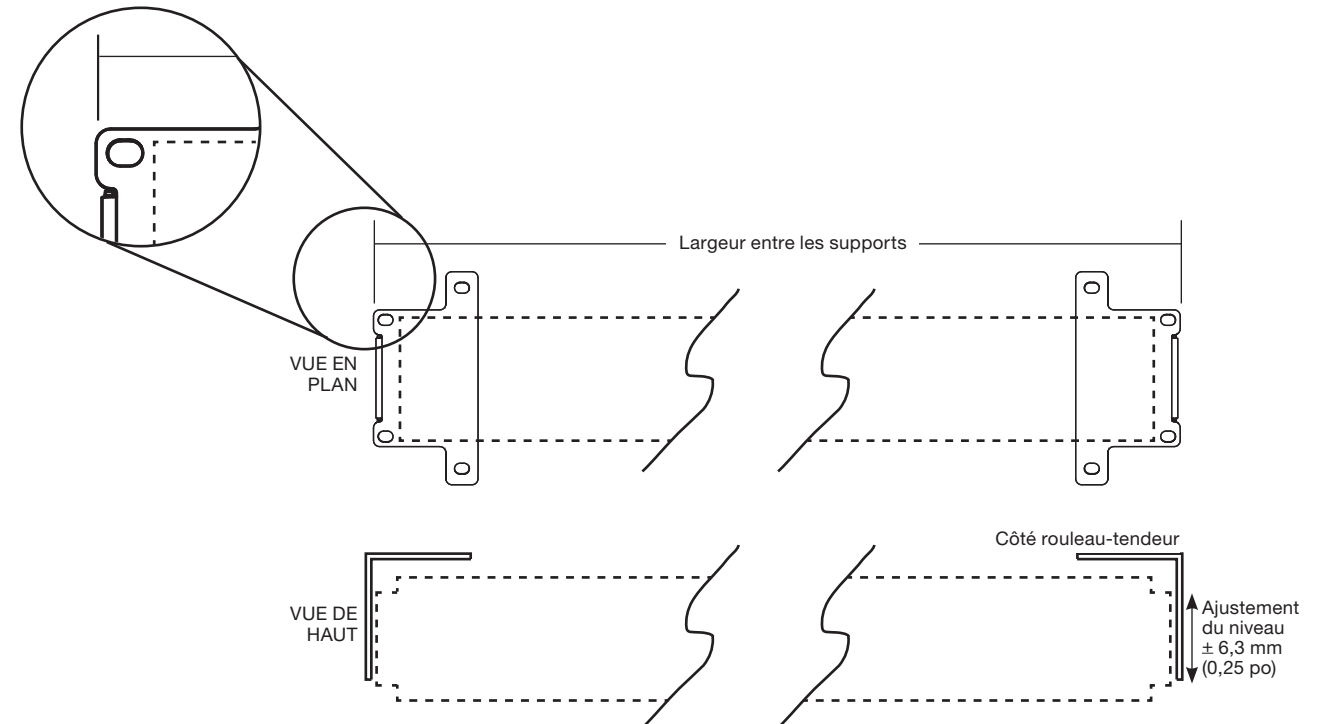 Largeur entre les supports
VUE EN
PLAN
Côté rouleau-tendeur
VUE DE
HAUT
Ajustement
du niveau
± 6,3 mm
(0,25 po)